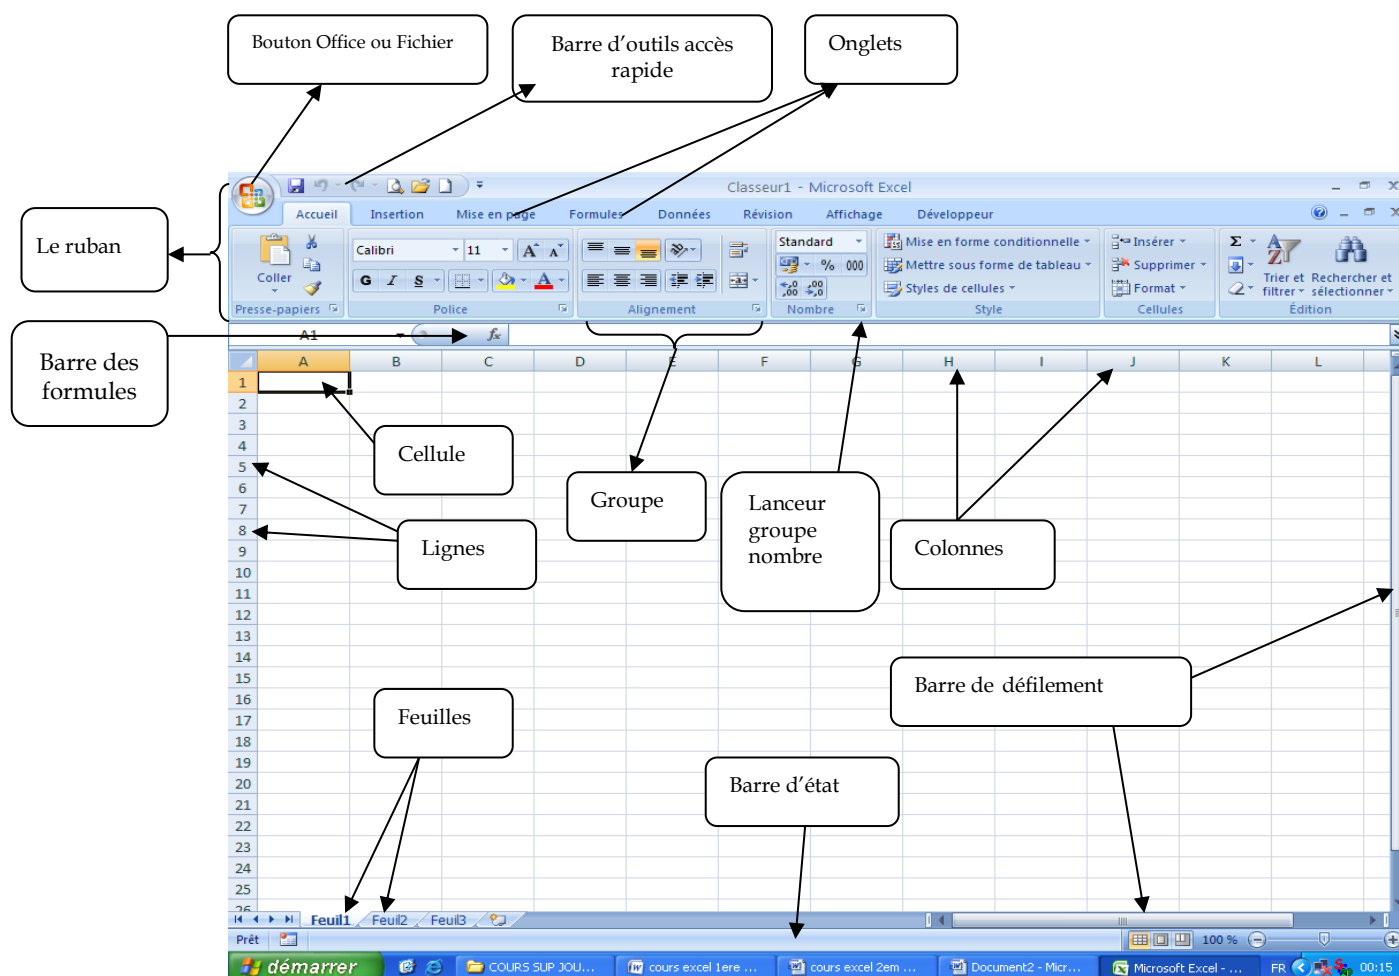 Bouton Office ou Fichier
Barre d'outils accès
rapide
Onglets
Classeur1 - Microsoft Excel
Accueil Insertion Mise en page Formules Données Révision Affichage Développeur
Le ruban
Coller
Presse-papiers
Calibri 11
G I S
A A
A
Police
Alignement
Standard
% 000
,00 ,00
Nombre
Mise en forme conditionnelle
Mettre sous forme de tableau
Styles de cellules
Style
Insérer
Supprimer
Format
Cellules
Σ
Trier et
filtrer
Rechercher et
sélectionner
Édition
A1 fx
Barre des
formules
A B C D E F G H I J K L
1
2
3
4
5
6
7
8
9
10
11
12
13
14
15
16
17
18
19
20
21
22
23
24
25
26
Cellule
Groupe
Lanceur
groupe
nombre
Lignes
Colonnes
Barre de défilement
Feuilles
Barre d'état
Feuil1 Feuil2 Feuil3
Prêt
100 %
démarrer COURS SUP JOU... cours excel 1ere ... cours excel 2em ... Document2 - Micr... Microsoft Excel - ... FR 00:15